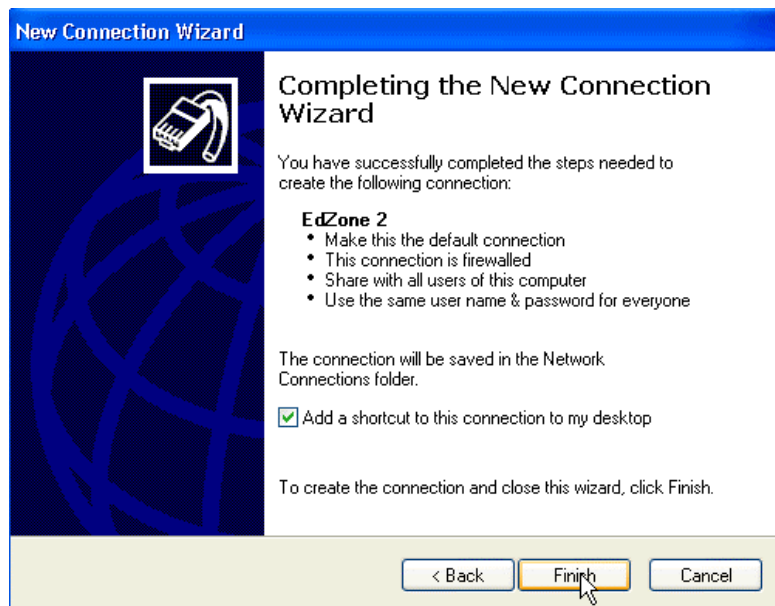 New Connection Wizard
Completing the New Connection
Wizard
You have successfully completed the steps needed to
create the following connection:
EdZone 2
• Make this the default connection
• This connection is firewalled
• Share with all users of this computer
• Use the same user name & password for everyone
The connection will be saved in the Network
Connections folder.
Add a shortcut to this connection to my desktop
To create the connection and close this wizard, click Finish.
< Back Finish Cancel